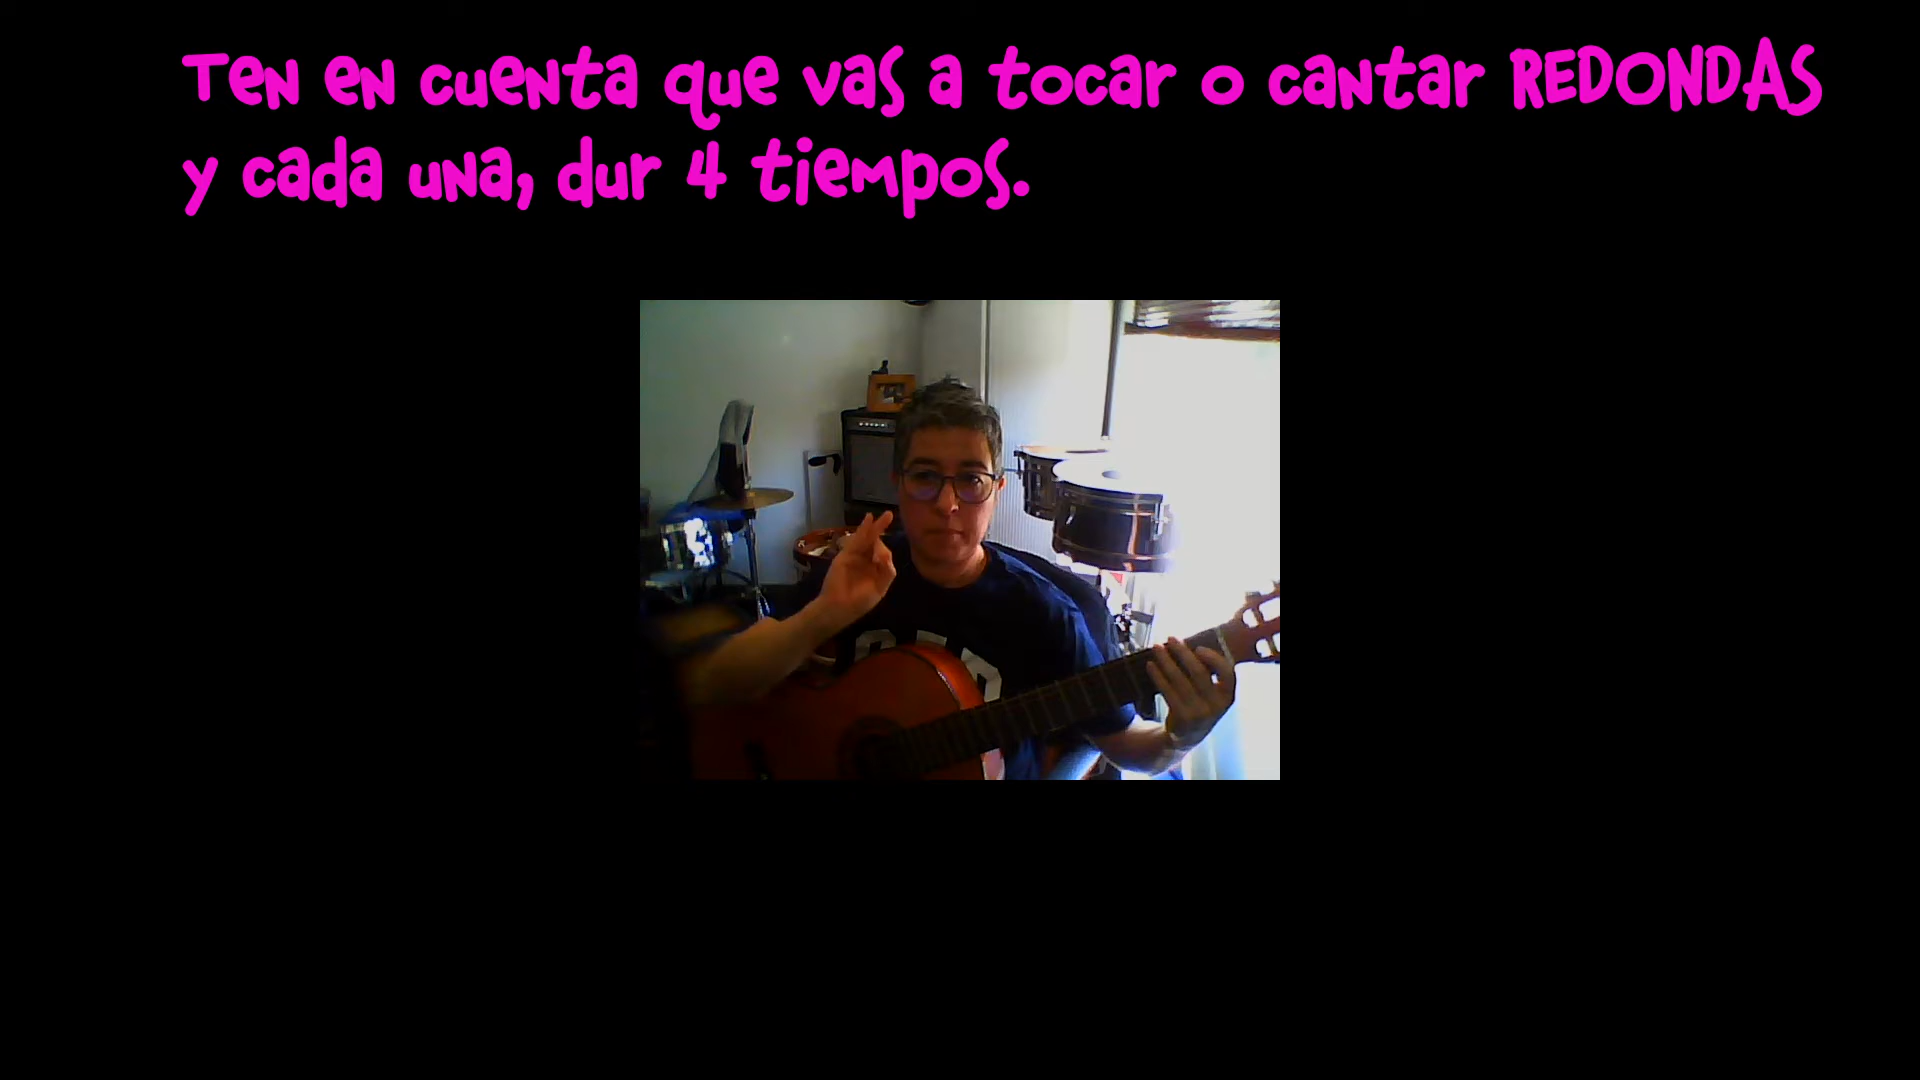 Ten en cuenta que vas a tocar o cantar REDONDAS
y cada una, dur 4 tiempos.